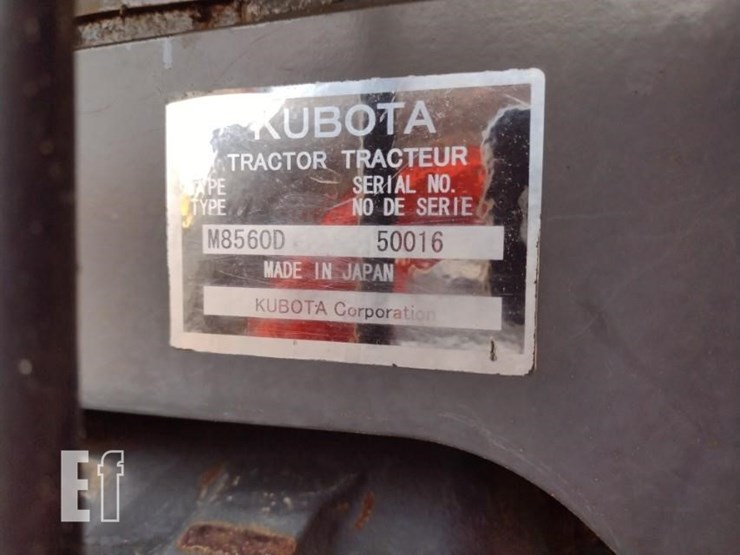 KUBOTA
TRACTOR TRACTEUR
TYPE SERIAL NO.
TYPE NO DE SERIE
M8560D 50016
MADE IN JAPAN
KUBOTA Corporation
Ef